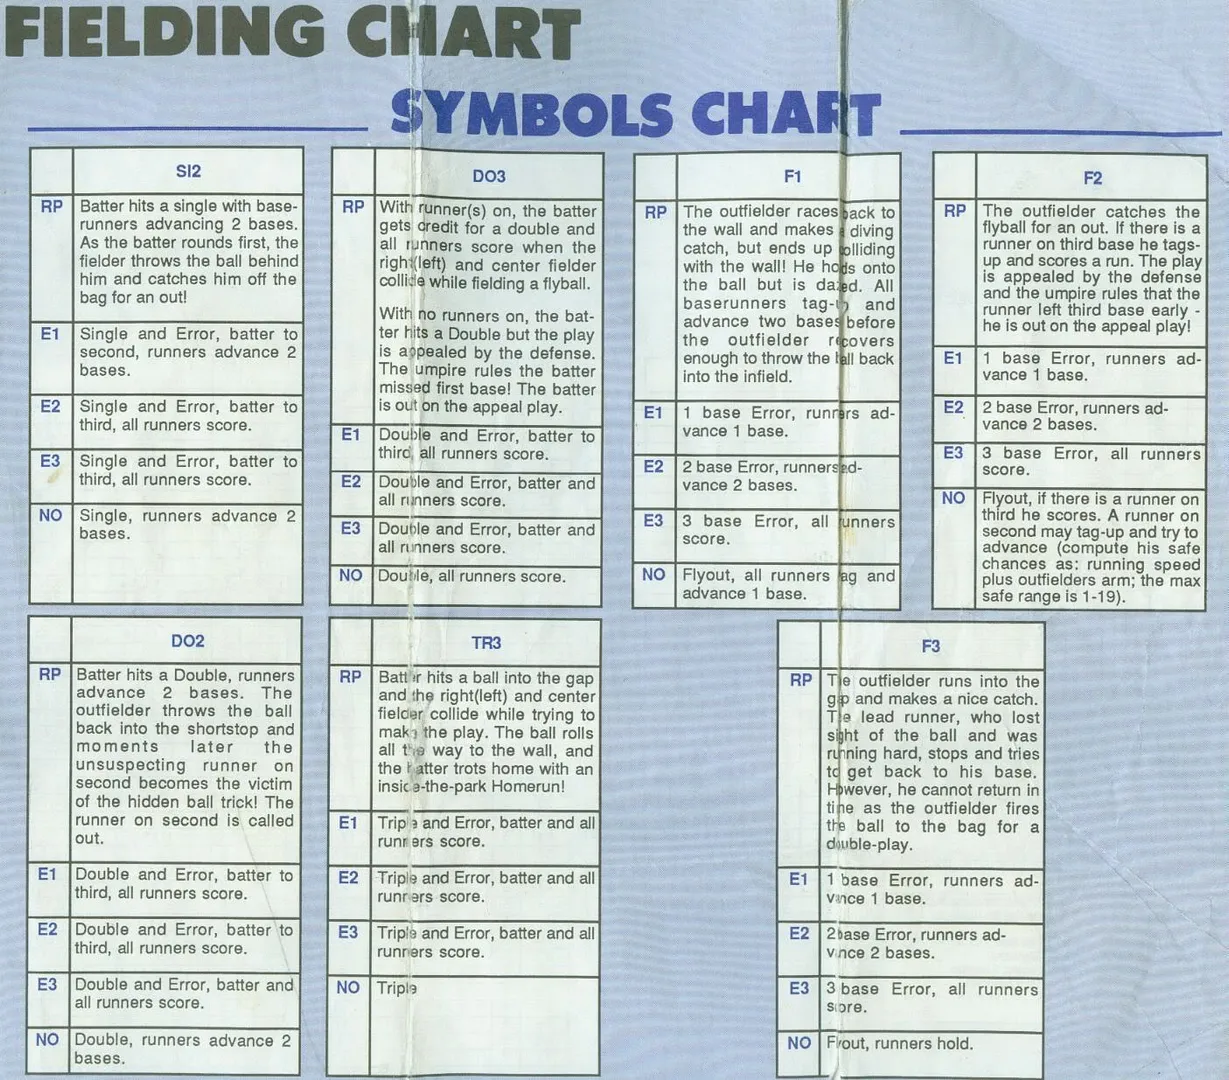 FIELDING CHART
SYMBOLS CHART
SI2
RP Batter hits a single with base-
runners advancing 2 bases.
As the batter rounds first, the
fielder throws the ball behind
him and catches him off the
bag for an out!
E1 Single and Error, batter to
second, runners advance 2
bases.
E2 Single and Error, batter to
third, all runners score.
E3 Single and Error, batter to
third, all runners score.
NO Single, runners advance 2
bases.
DO3
RP With runner(s) on, the batter
gets credit for a double and
all runners score when the
right(left) and center fielder
collide while fielding a flyball.
With no runners on, the bat-
ter hits a Double but the play
is appealed by the defense.
The umpire rules the batter
missed first base! The batter
is out on the appeal play.
E1 Double and Error, batter to
third, all runners score.
E2 Double and Error, batter and
all runners score.
E3 Double and Error, batter and
all runners score.
NO Double, all runners score.
F1
RP The outfielder races back to
the wall and makes a diving
catch, but ends up colliding
with the wall! He holds onto
the ball but is dazed. All
baserunners tag-up and
advance two bases before
the outfielder recovers
enough to throw the ball back
into the infield.
E1 1 base Error, runners ad-
vance 1 base.
E2 2 base Error, runners ad-
vance 2 bases.
E3 3 base Error, all runners
score.
NO Flyout, all runners tag and
advance 1 base.
F2
RP The outfielder catches the
flyball for an out. If there is a
runner on third base he tags-
up and scores a run. The play
is appealed by the defense
and the umpire rules that the
runner left third base early -
he is out on the appeal play!
E1 1 base Error, runners ad-
vance 1 base.
E2 2 base Error, runners ad-
vance 2 bases.
E3 3 base Error, all runners
score.
NO Flyout, if there is a runner on
third he scores. A runner on
second may tag-up and try to
advance (compute his safe
chances as: running speed
plus outfielders arm; the max
safe range is 1-19).
DO2
RP Batter hits a Double, runners
advance 2 bases. The
outfielder throws the ball
back into the shortstop and
moments later the
unsuspecting runner on
second becomes the victim
of the hidden ball trick! The
runner on second is called
out.
E1 Double and Error, batter to
third, all runners score.
E2 Double and Error, batter to
third, all runners score.
E3 Double and Error, batter and
all runners score.
NO Double, runners advance 2
bases.
TR3
RP Batter hits a ball into the gap
and the right(left) and center
fielder collide while trying to
make the play. The ball rolls
all the way to the wall, and
the batter trots home with an
inside-the-park Homerun!
E1 Triple and Error, batter and all
runners score.
E2 Triple and Error, batter and all
runners score.
E3 Triple and Error, batter and all
runners score.
NO Triple
F3
RP The outfielder runs into the
gap and makes a nice catch.
The lead runner, who lost
sight of the ball and was
running hard, stops and tries
to get back to his base.
However, he cannot return in
time as the outfielder fires
the ball to the bag for a
double-play.
E1 1 base Error, runners ad-
vance 1 base.
E2 2 base Error, runners ad-
vance 2 bases.
E3 3 base Error, all runners
score.
NO Flyout, runners hold.